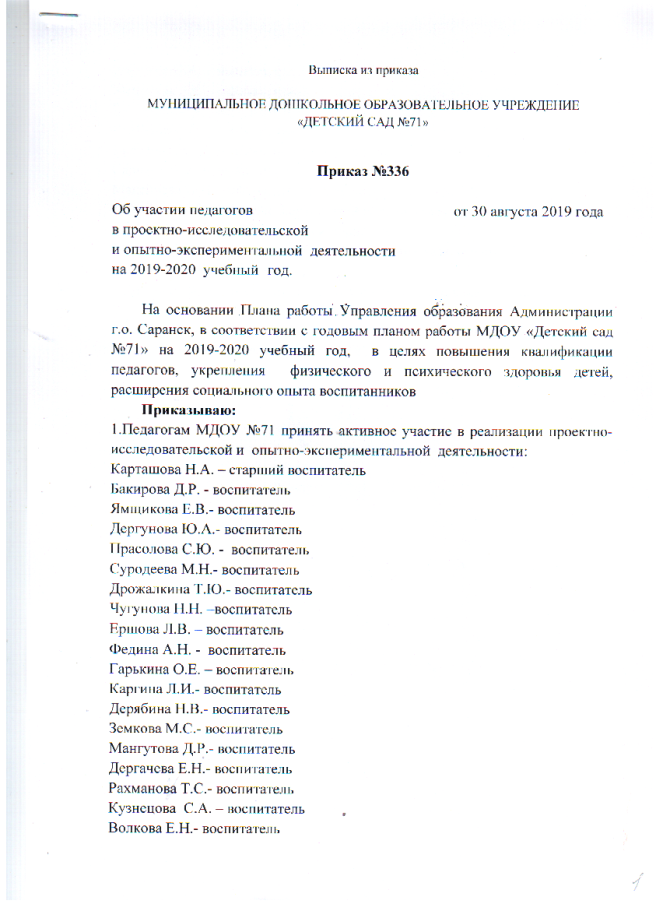 Выписка из приказа
МУНИЦИПАЛЬНОЕ ДОШКОЛЬНОЕ ОБРАЗОВАТЕЛЬНОЕ УЧРЕЖДЕНИЕ
«ДЕТСКИЙ САД №71»
Приказ №336
Об участии педагогов от 30 августа 2019 года
в проектно-исследовательской
и опытно-экспериментальной деятельности
на 2019-2020 учебный год.
На основании Плана работы Управления образования Администрации
г.о. Саранск, в соответствии с годовым планом работы МДОУ «Детский сад
№71» на 2019-2020 учебный год, в целях повышения квалификации
педагогов, укрепления физического и психического здоровья детей,
расширения социального опыта воспитанников
Приказываю:
1.Педагогам МДОУ №71 принять активное участие в реализации проектно-
исследовательской и опытно-экспериментальной деятельности:
Карташова Н.А. – старший воспитатель
Бакирова Д.Р. - воспитатель
Ямщикова Е.В.- воспитатель
Дергунова Ю.А.- воспитатель
Прасолова С.Ю. - воспитатель
Суродеева М.Н.- воспитатель
Дрожалкина Т.Ю.- воспитатель
Чугунова Н.Н. –воспитатель
Ершова Л.В. – воспитатель
Федина А.Н. - воспитатель
Гарькина О.Е. – воспитатель
Каргина Л.И.- воспитатель
Дерябина Н.В.- воспитатель
Земкова М.С.- воспитатель
Мангутова Д.Р.- воспитатель
Дергачева Е.Н.- воспитатель
Рахманова Т.С.- воспитатель
Кузнецова С.А. – воспитатель
Волкова Е.Н.- воспитатель
1